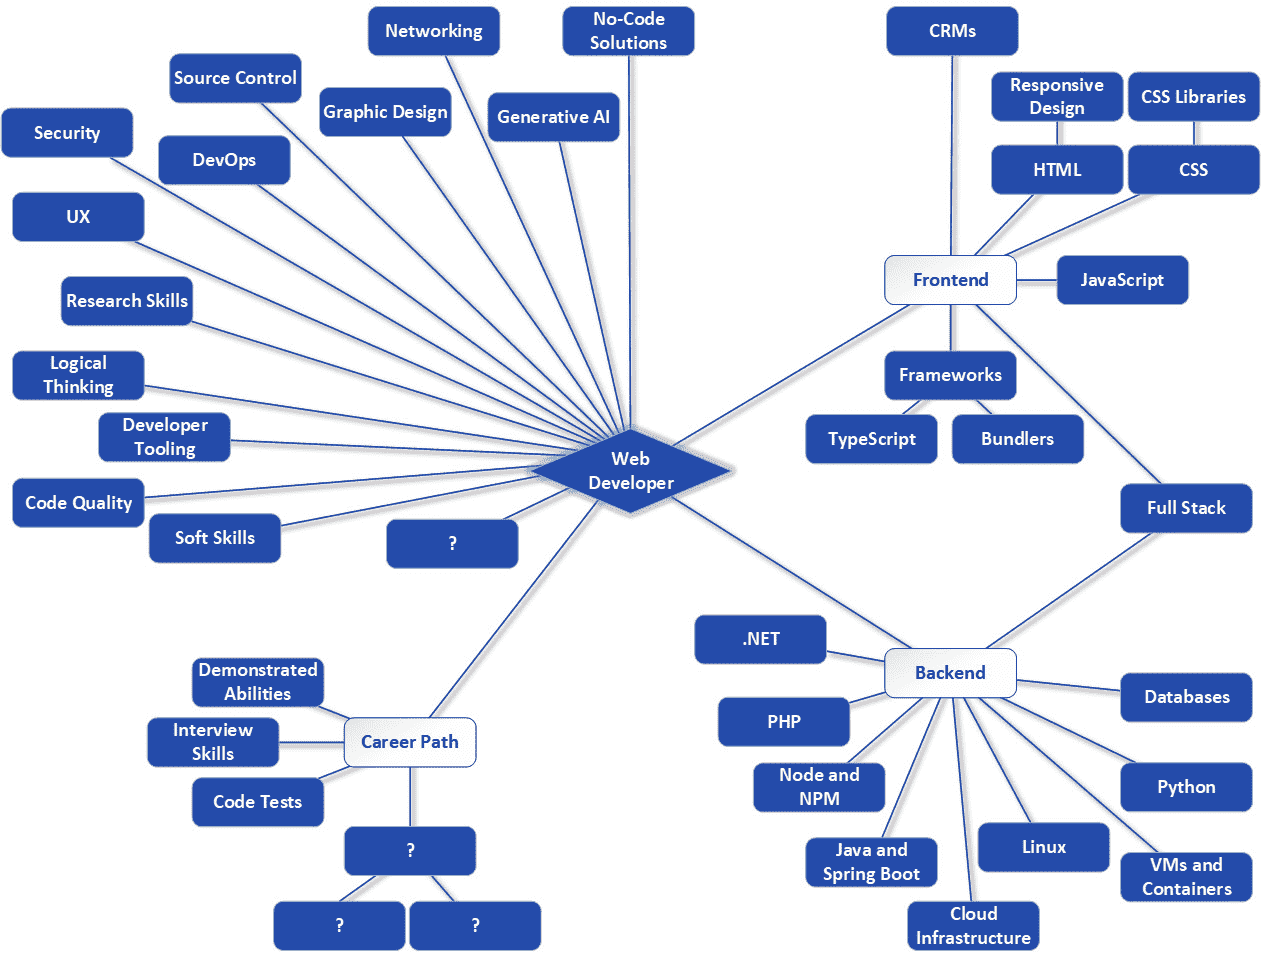 Networking
No-Code
Solutions
CRMs
Source Control
Graphic Design
Generative AI
Responsive
Design
CSS Libraries
Security
DevOps
HTML
CSS
UX
Research Skills
Frontend
JavaScript
Logical
Thinking
Frameworks
Developer
Tooling
TypeScript
Bundlers
Web
Developer
Code Quality
Soft Skills
?
Full Stack
.NET
Backend
Demonstrated
Abilities
Databases
PHP
Interview
Skills
Career Path
Node and
NPM
Python
Code Tests
?
Java and
Spring Boot
Linux
VMs and
Containers
?
?
Cloud
Infrastructure